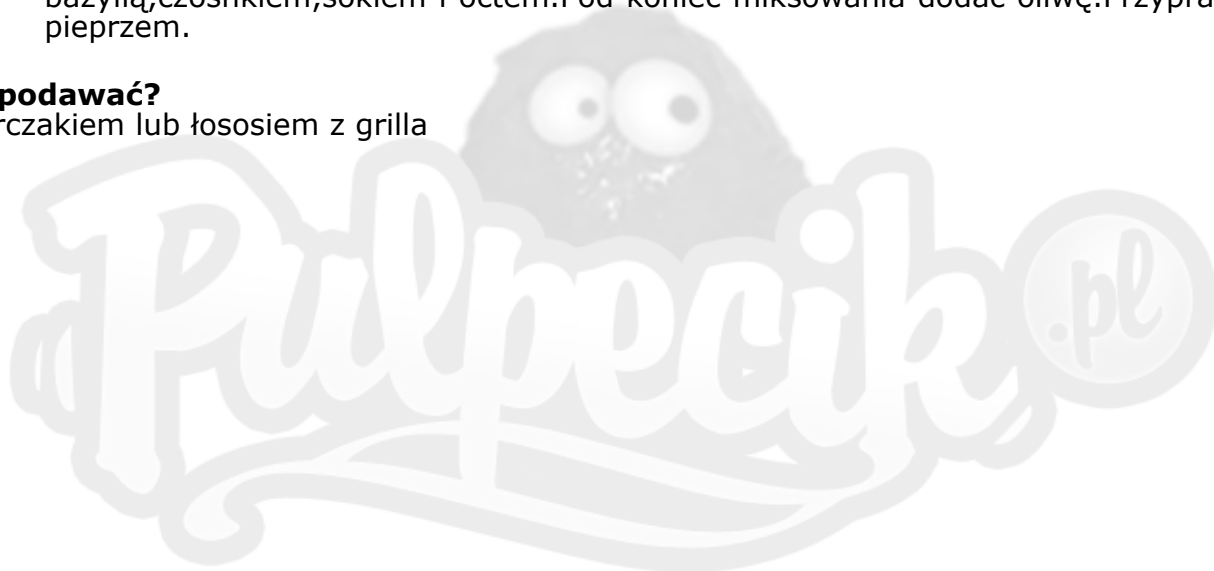 bazylią,czosnkiem,sokiem i octem.Pod koniec miksowania dodać oliwę.Przypra
pieprzem.
podawać?
rczakiem lub łososiem z grilla
Pulpecik .pl